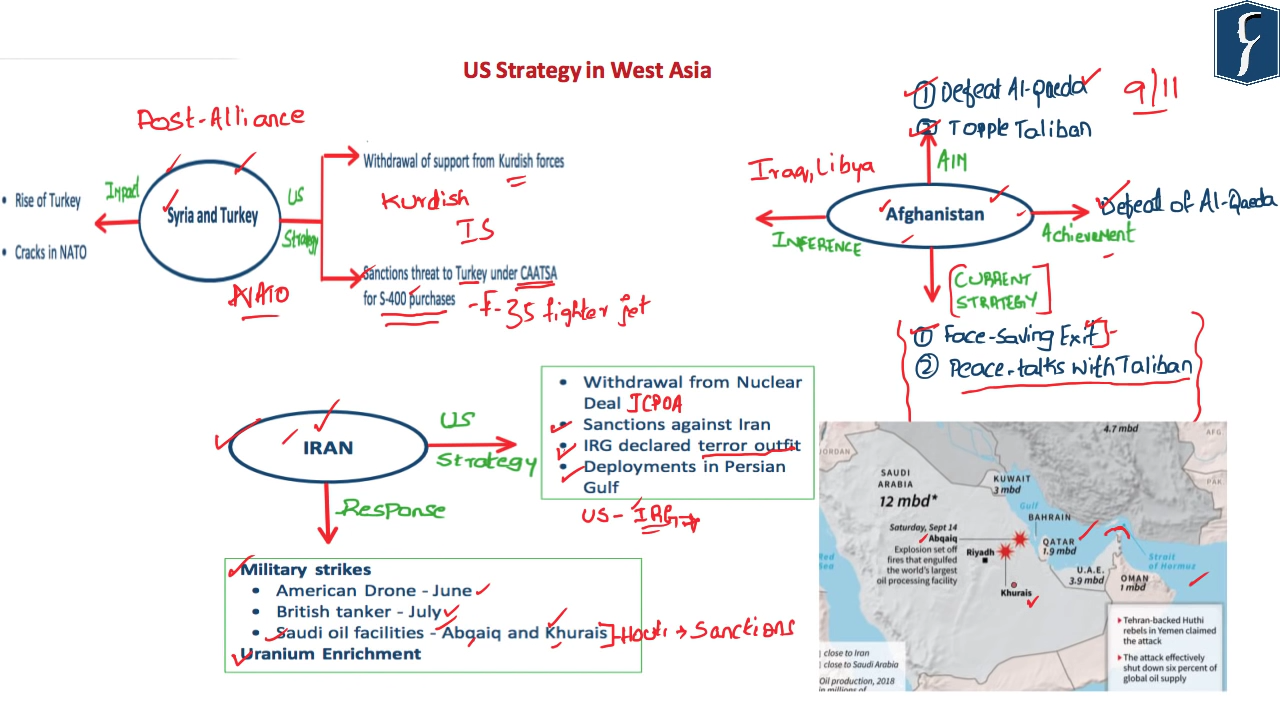 US Strategy in West Asia
Post-Alliance
Syria and Turkey
NATO
Impact
• Rise of Turkey
• Cracks in NATO
US
Strategy
Withdrawal of support from Kurdish forces
Kurdish
IS
Sanctions threat to Turkey under CAATSA
for S-400 purchases
-F-35 fighter jet
① Defeat Al-Qaeda
② Topple Taliban
9/11
AIM
Iraq, Libya
Afghanistan
INFERENCE
Defeat of Al-Qaeda
Achievement
CURRENT
STRATEGY
① Face-Saving Exit
② Peace-talks with Taliban
IRAN
US
Strategy
• Withdrawal from Nuclear
Deal JCPOA
• Sanctions against Iran
• IRG declared terror outfit
• Deployments in Persian
Gulf
US - IRG
Response
Military strikes
• American Drone - June
• British tanker - July
• Saudi oil facilities - Abqaiq and Khurais
Uranium Enrichment
→ Sanctions
4.7 mbd
AFG.
JORDAN
PAK
SAUDI
ARABIA
12 mbd*
KUWAIT
3 mbd
Gulf
BAHRAIN
Saturday, Sept 14
Abqaiq
Explosion set off
fires that engulfed
the world's largest
oil processing facility
Riyadh
QATAR
1.9 mbd
Strait
of Hormuz
Red
Sea
U.A.E.
3.9 mbd
OMAN
1 mbd
Khurais
Tehran-backed Huthi
rebels in Yemen claimed
the attack
The attack effectively
shut down six percent of
global oil supply
close to Iran
close to Saudi Arabia
Oil production, 2018
in millions of